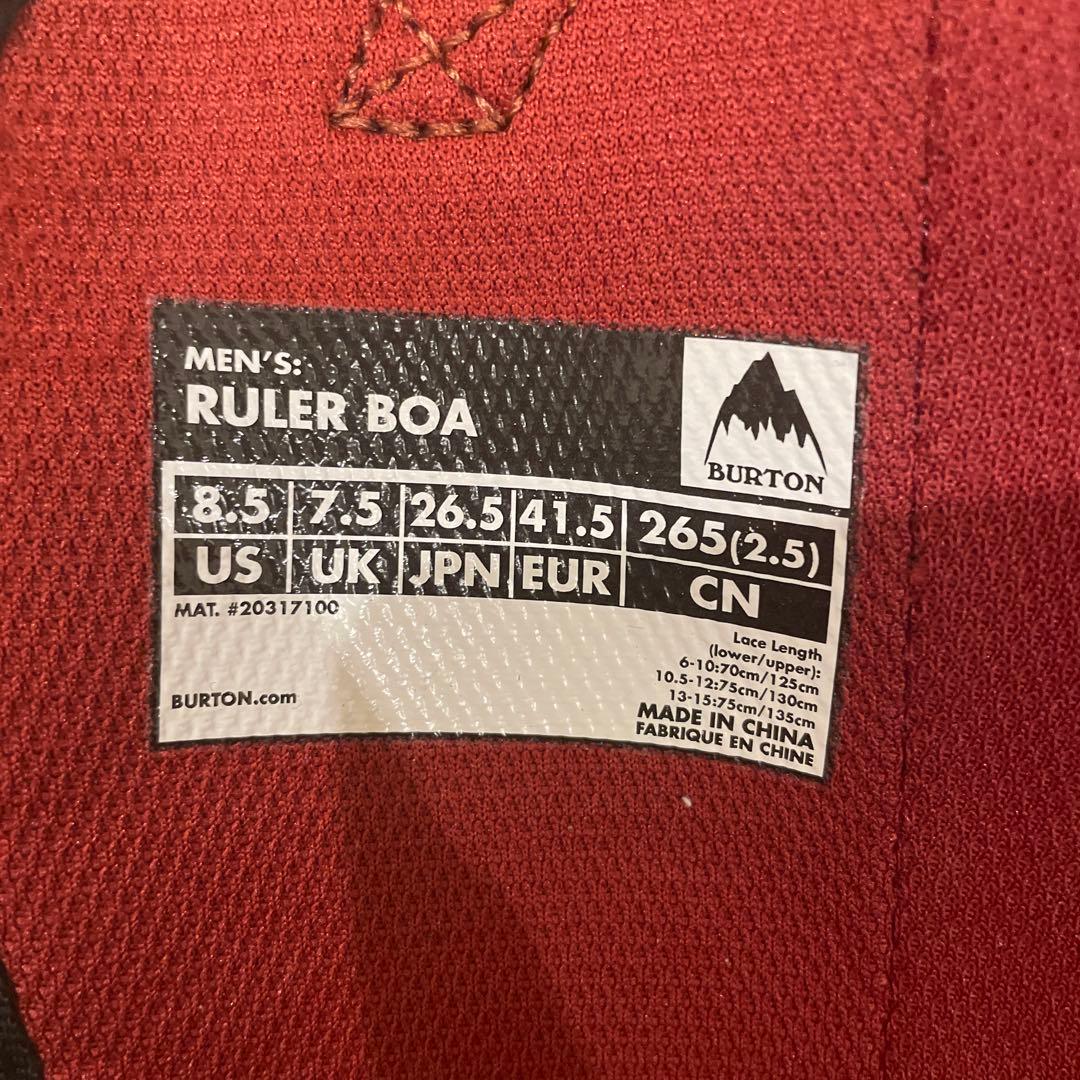 MEN'S:
RULER BOA
BURTON
8.5 7.5 26.5 41.5 265(2.5)
US UK JPN EUR CN
MAT. #20317100
Lace Length
(lower/upper):
6-10:70cm/125cm
10.5-12:75cm/130cm
13-15:75cm/135cm
BURTON.com
MADE IN CHINA
FABRIQUE EN CHINE